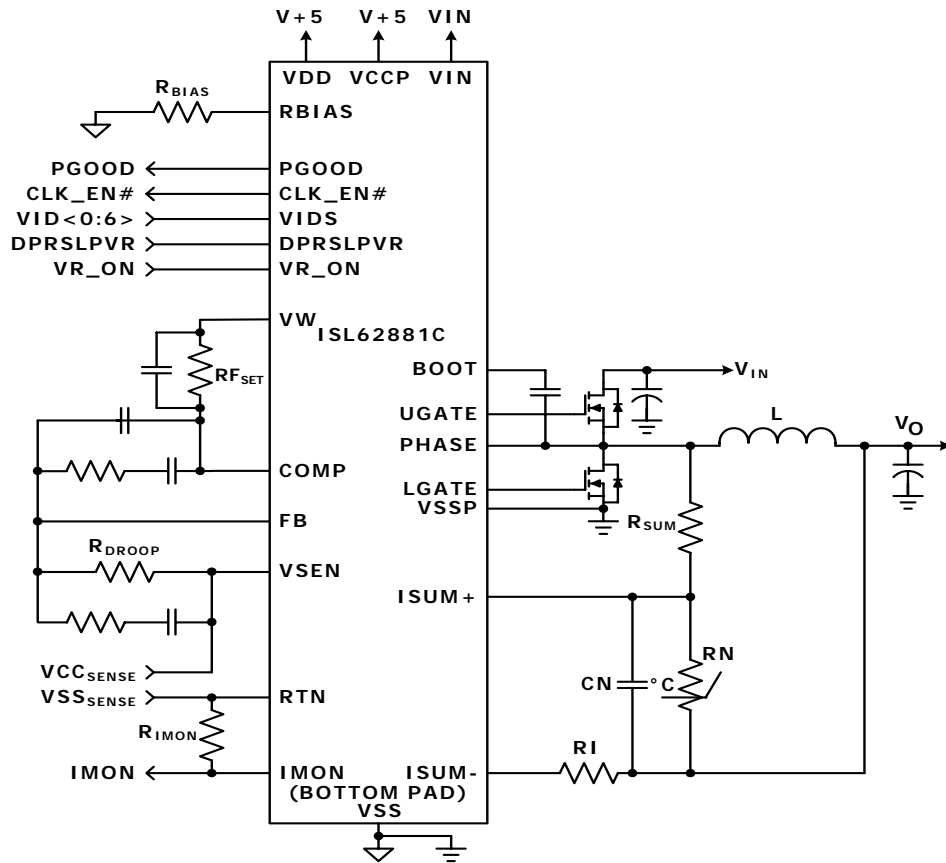 V+5 V+5 VIN
VDD VCCP VIN
RBIAS
RBIAS
PGOOD PGOOD
CLK_EN# CLK_EN#
VID<0:6> VIDS
DPRSLPVR DPRSLPVR
VR_ON VR_ON
VW
ISL62881C
RFSET
BOOT
VIN
UGATE
L
VO
PHASE
COMP
LGATE
VSSP
FB
RSUM
RDROOP
VSEN
ISUM+
RN
VCCSENSE
CN °C
VSSSENSE RTN
RIMON
RI
IMON IMON ISUM-
(BOTTOM PAD)
VSS